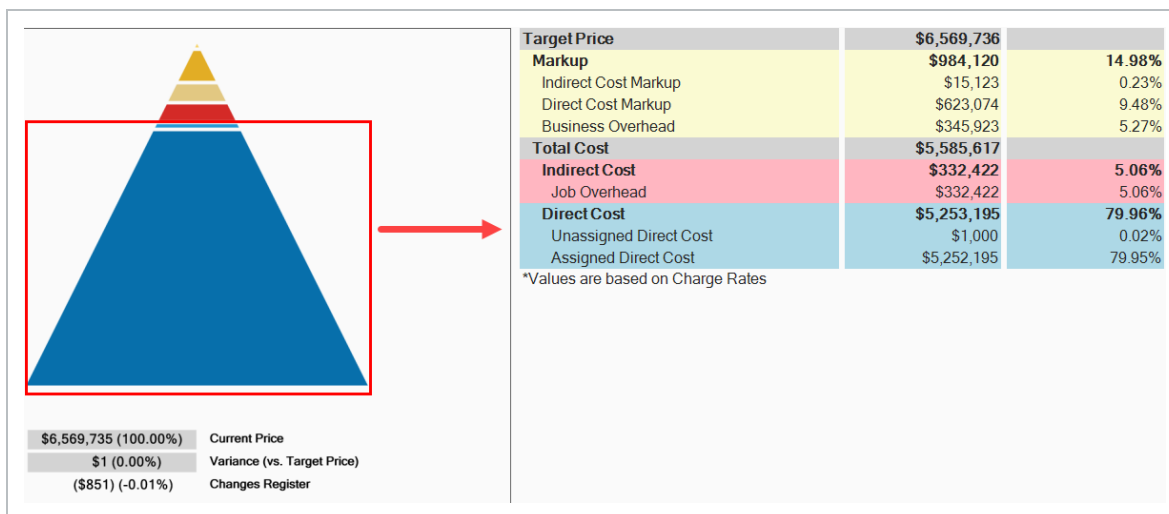 Target Price $6,569,736
Markup $984,120 14.98%
Indirect Cost Markup $15,123 0.23%
Direct Cost Markup $623,074 9.48%
Business Overhead $345,923 5.27%
Total Cost $5,585,617
Indirect Cost $332,422 5.06%
Job Overhead $332,422 5.06%
Direct Cost $5,253,195 79.96%
Unassigned Direct Cost $1,000 0.02%
Assigned Direct Cost $5,252,195 79.95%
*Values are based on Charge Rates
$6,569,735 (100.00%) Current Price
$1 (0.00%) Variance (vs. Target Price)
($851) (-0.01%) Changes Register